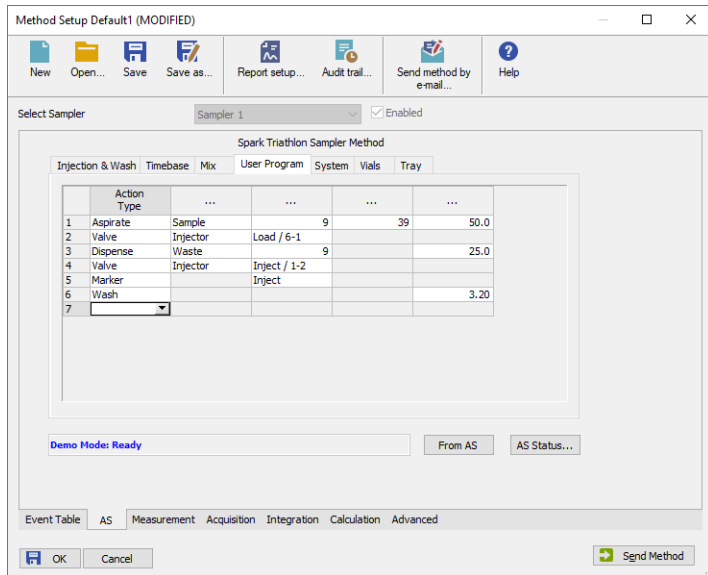 Method Setup Default1 (MODIFIED)
New Open... Save Save as... Report setup... Audit trail... Send method by e-mail... Help
Select Sampler Sampler 1 Enabled
Spark Triathlon Sampler Method
Injection & Wash Timebase Mix User Program System Vials Tray
Action Type ... ... ... ...
1 Aspirate Sample 9 39 50.0
2 Valve Injector Load / 6-1
3 Dispense Waste 9 25.0
4 Valve Injector Inject / 1-2
5 Marker Inject
6 Wash 3.20
7
Demo Mode: Ready From AS AS Status...
Event Table AS Measurement Acquisition Integration Calculation Advanced
OK Cancel Send Method